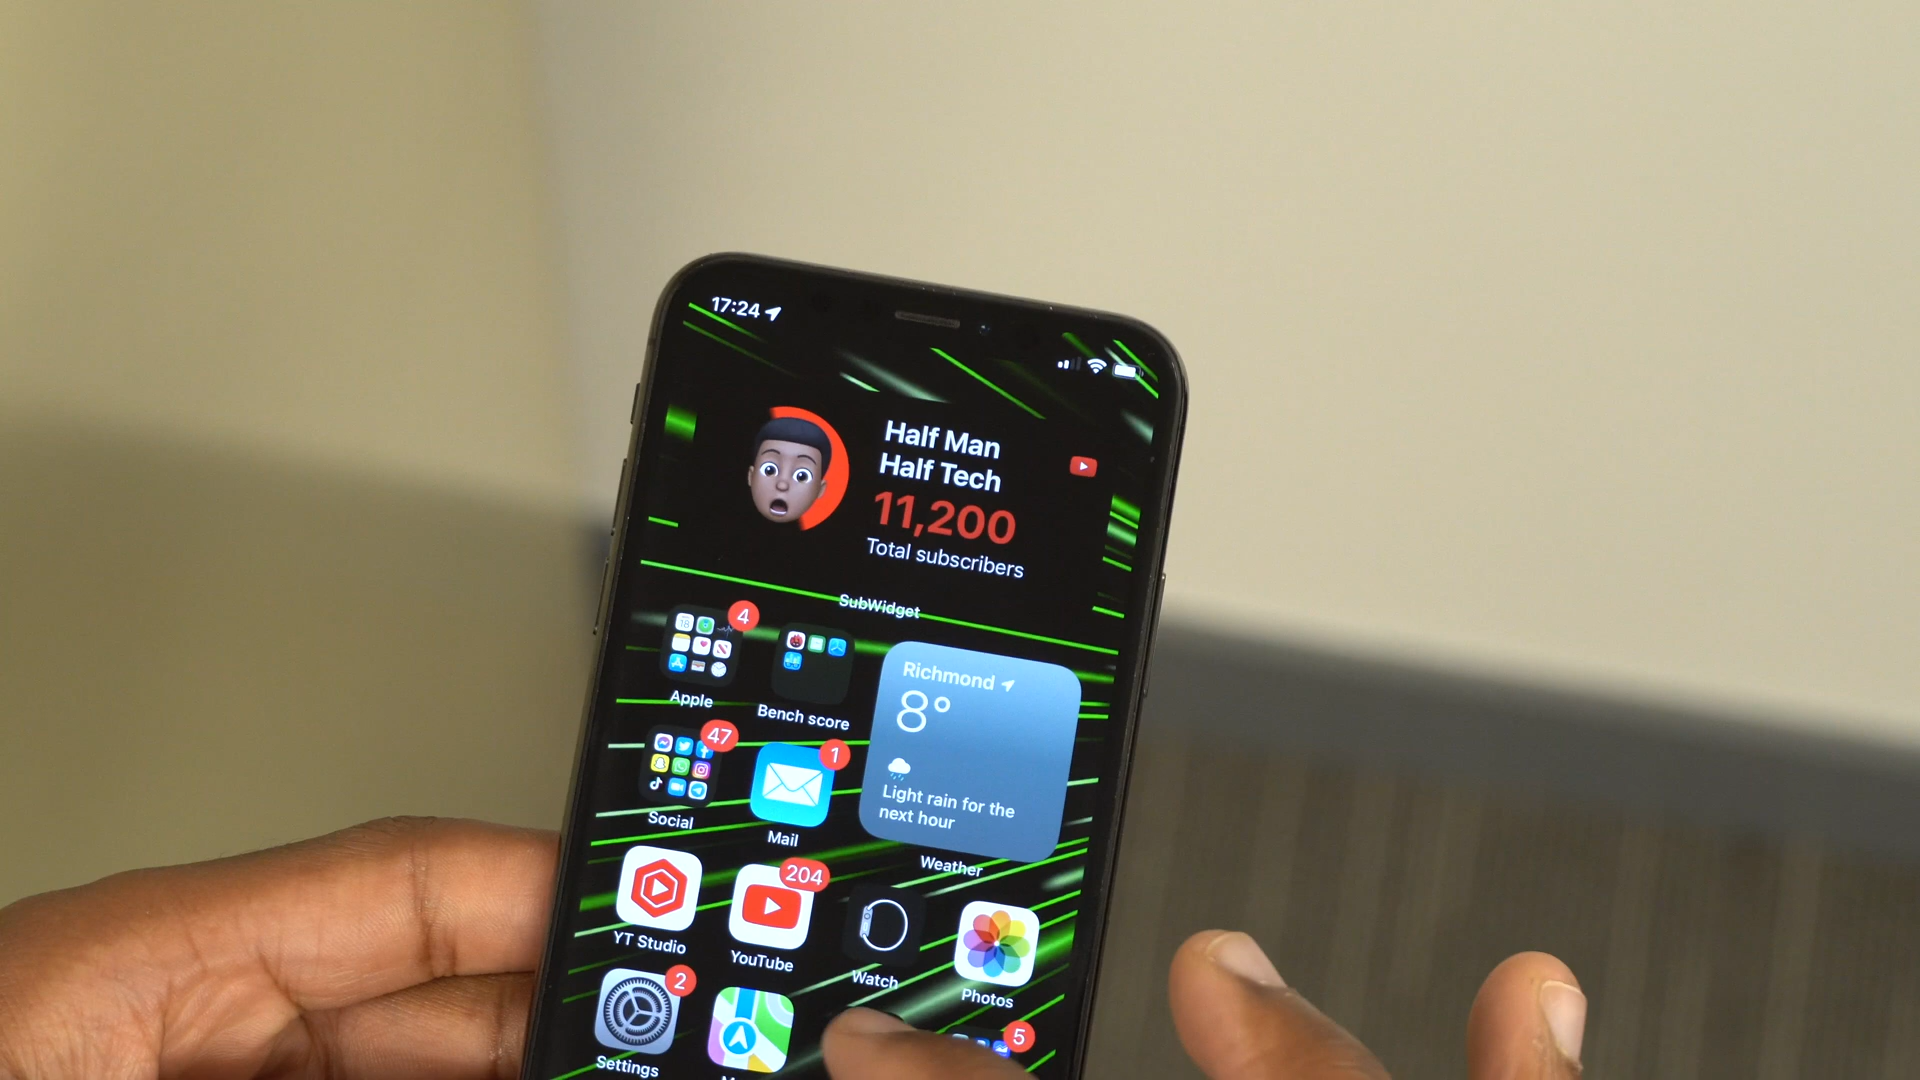 17:24
Half Man
Half Tech
11,200
Total subscribers
SubWidget
4
Apple
Bench score
Richmond
8°
Light rain for the
next hour
Weather
47
Social
1
Mail
YT Studio
204
YouTube
Watch
Photos
2
Settings
5